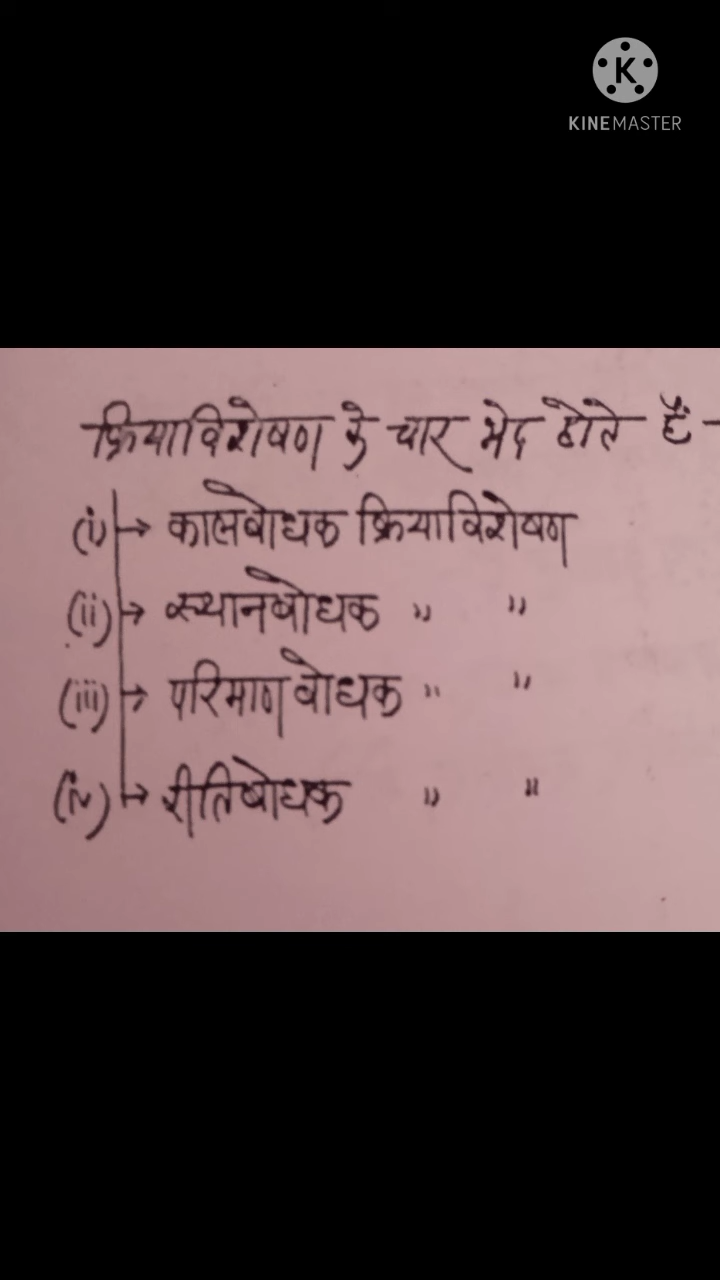 K
KINEMASTER
क्रियाविशेषण के चार भेद होते हैं -
(i) → कालबोधक क्रियाविशेषण
(ii) → स्थानबोधक " "
(iii) → परिमाणबोधक " "
(iv) → रीतिबोधक " "